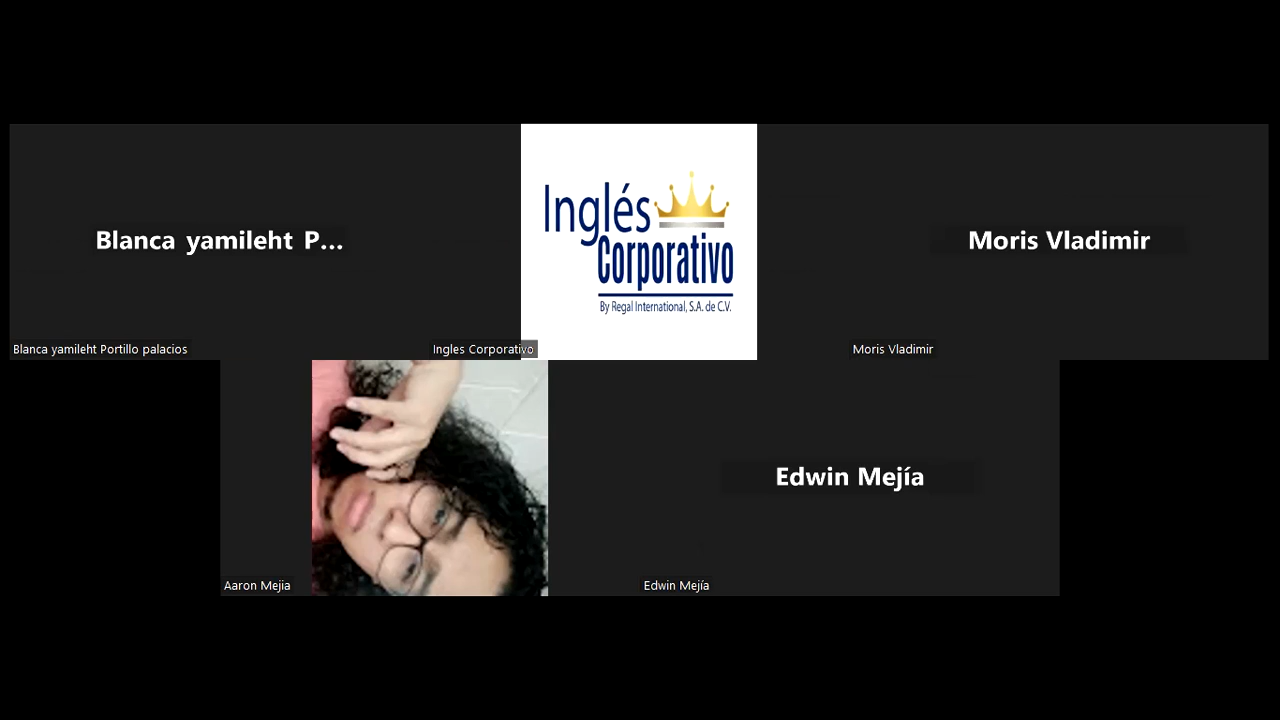 Blanca yamileht P...
Inglés
Corporativo
By Regal International, S.A. de C.V.
Moris Vladimir
Blanca yamileht Portillo palacios
Ingles Corporativo
Moris Vladimir
Edwin Mejía
Aaron Mejia
Edwin Mejía